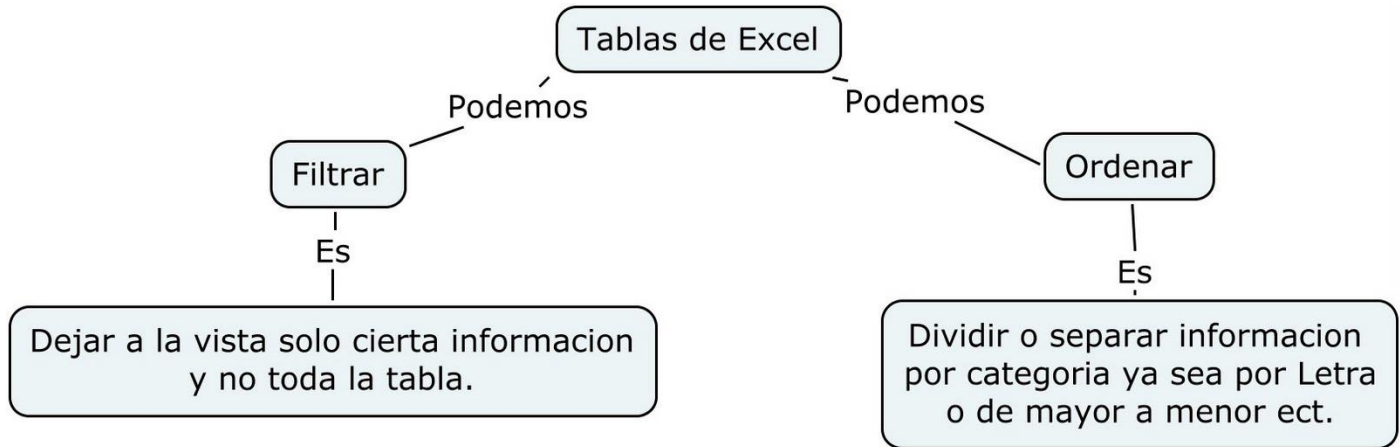 Tablas de Excel
Podemos
Podemos
Filtrar
Ordenar
Es
Es
Dejar a la vista solo cierta informacion
y no toda la tabla.
Dividir o separar informacion
por categoria ya sea por Letra
o de mayor a menor ect.